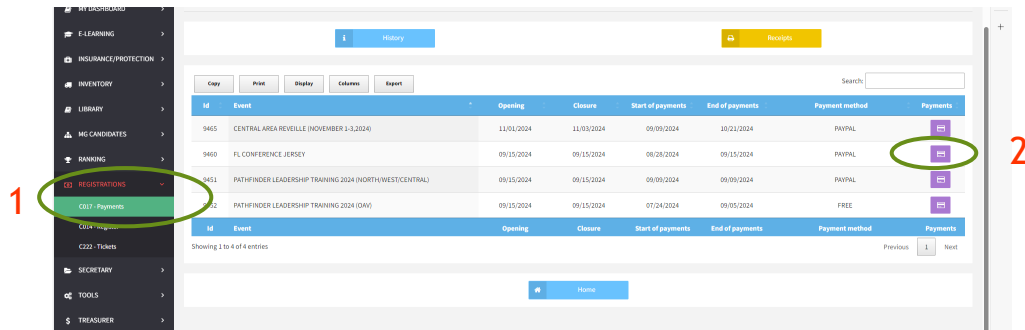 MY DASHBOARD
E-LEARNING
INSURANCE/PROTECTION
INVENTORY
LIBRARY
MG CANDIDATES
RANKING
REGISTRATIONS
C017 - Payments
C014 - Register
C222 - Tickets
SECRETARY
TOOLS
TREASURER
1
History
Receipts
Copy Print Display Columns Export Search:
Id Event Opening Closure Start of payments End of payments Payment method Payments
9465 CENTRAL AREA REVEILLE (NOVEMBER 1-3,2024) 11/01/2024 11/03/2024 09/09/2024 10/21/2024 PAYPAL
9460 FL CONFERENCE JERSEY 09/15/2024 09/15/2024 08/28/2024 09/15/2024 PAYPAL
9451 PATHFINDER LEADERSHIP TRAINING 2024 (NORTH/WEST/CENTRAL) 09/15/2024 09/15/2024 09/09/2024 09/09/2024 PAYPAL
PATHFINDER LEADERSHIP TRAINING 2024 (OAV) 09/15/2024 09/15/2024 07/24/2024 09/05/2024 FREE
Id Event Opening Closure Start of payments End of payments Payment method Payments
Showing 1 to 4 of 4 entries Previous 1 Next
Home
2
+